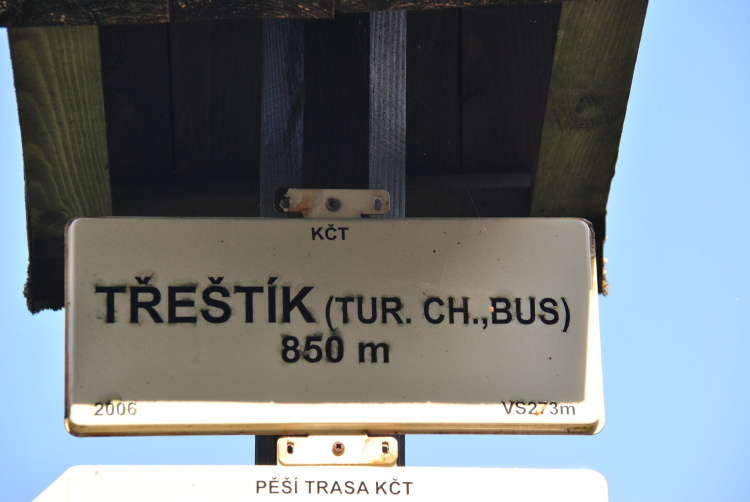 KČT
TŘEŠTÍK (TUR. CH.,BUS)
850 m
2006 VS273m
PĚŠÍ TRASA KČT